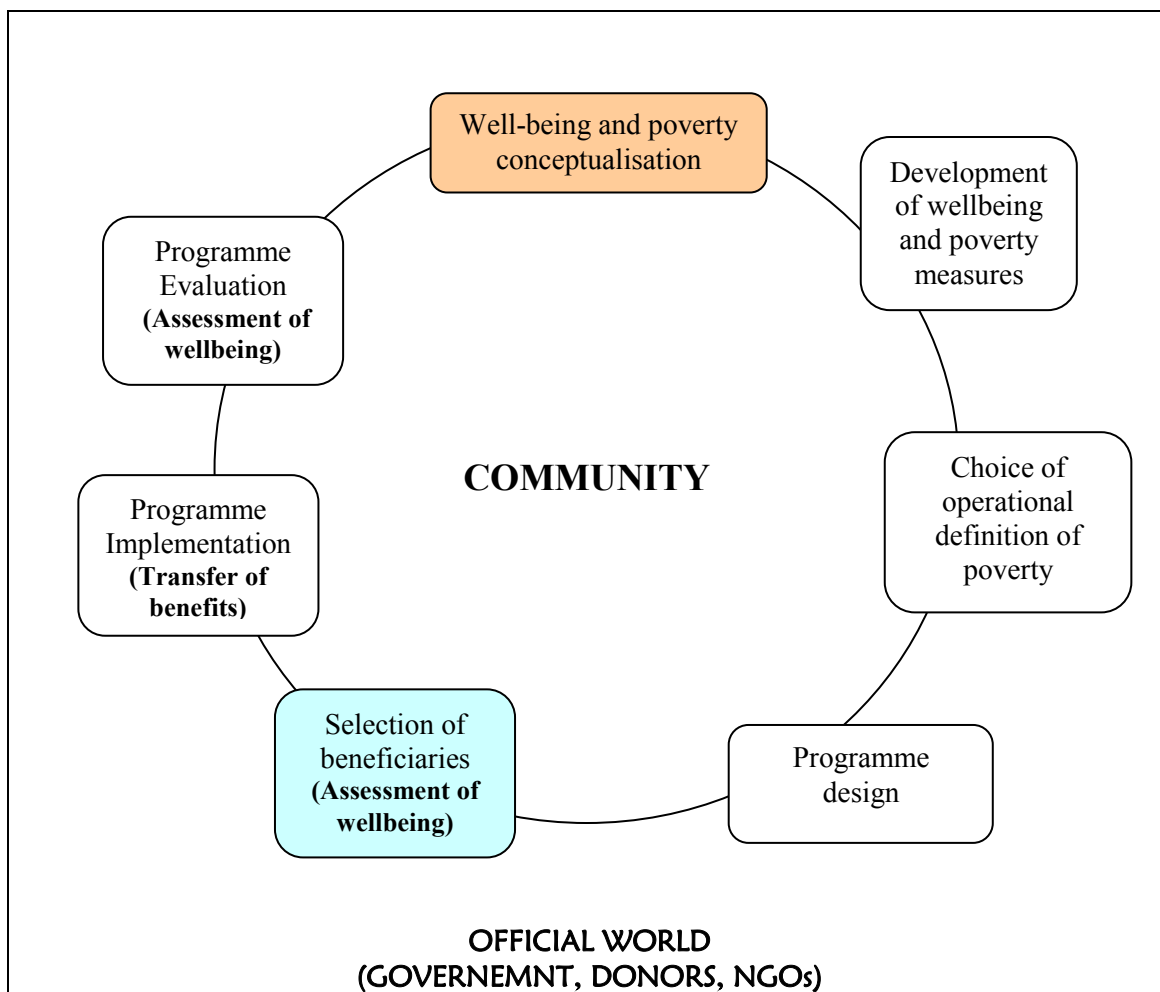 Well-being and poverty
conceptualisation
Development
of wellbeing
and poverty
measures
Choice of
operational
definition of
poverty
Programme
design
Selection of
beneficiaries
(Assessment of
wellbeing)
Programme
Implementation
(Transfer of
benefits)
Programme
Evaluation
(Assessment of
wellbeing)
COMMUNITY
OFFICIAL WORLD
(GOVERNEMNT, DONORS, NGOs)